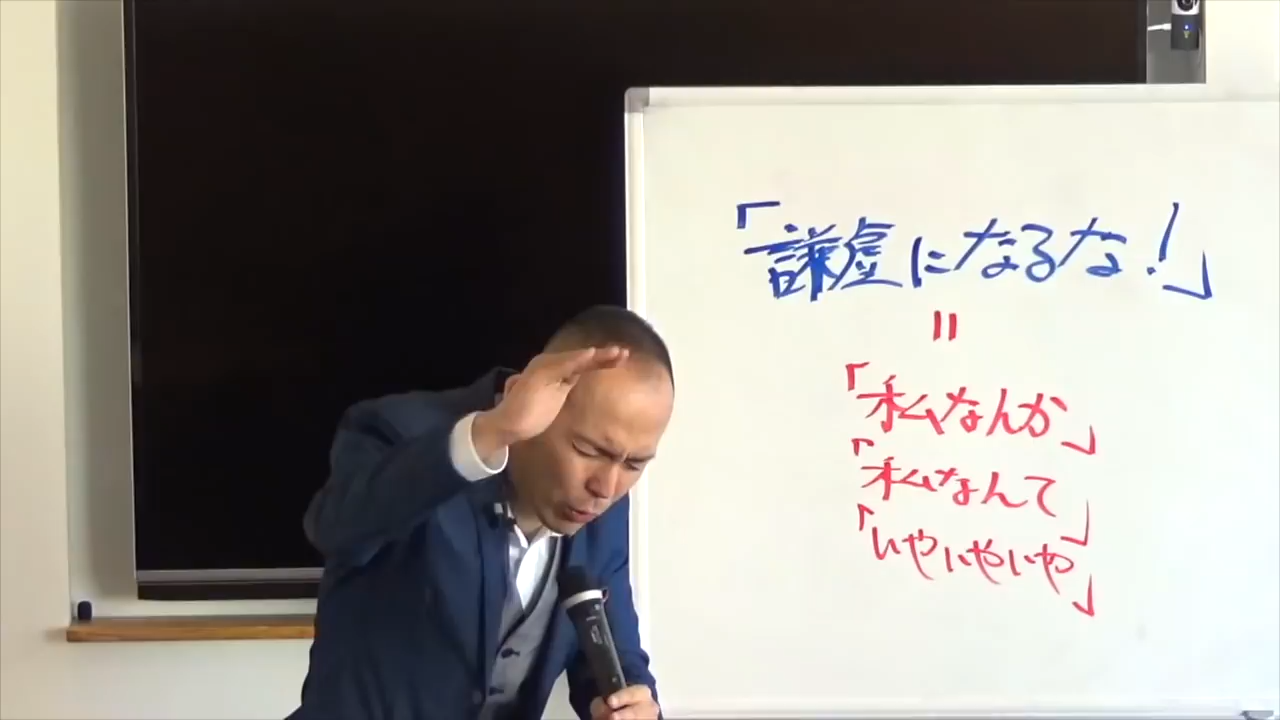 「謙虚になるな!」
=
「私なんか」
「私なんて」
「いやいやいや」